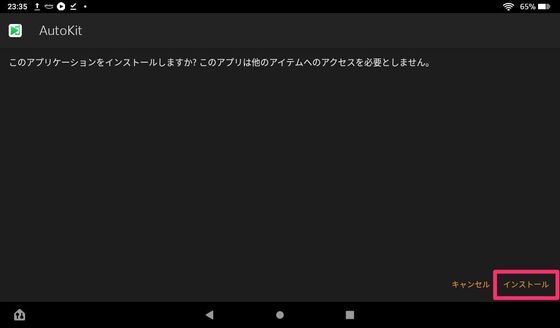 23:35
65%
AutoKit
このアプリケーションをインストールしますか? このアプリは他のアイテムへのアクセスを必要としません。
キャンセル インストール